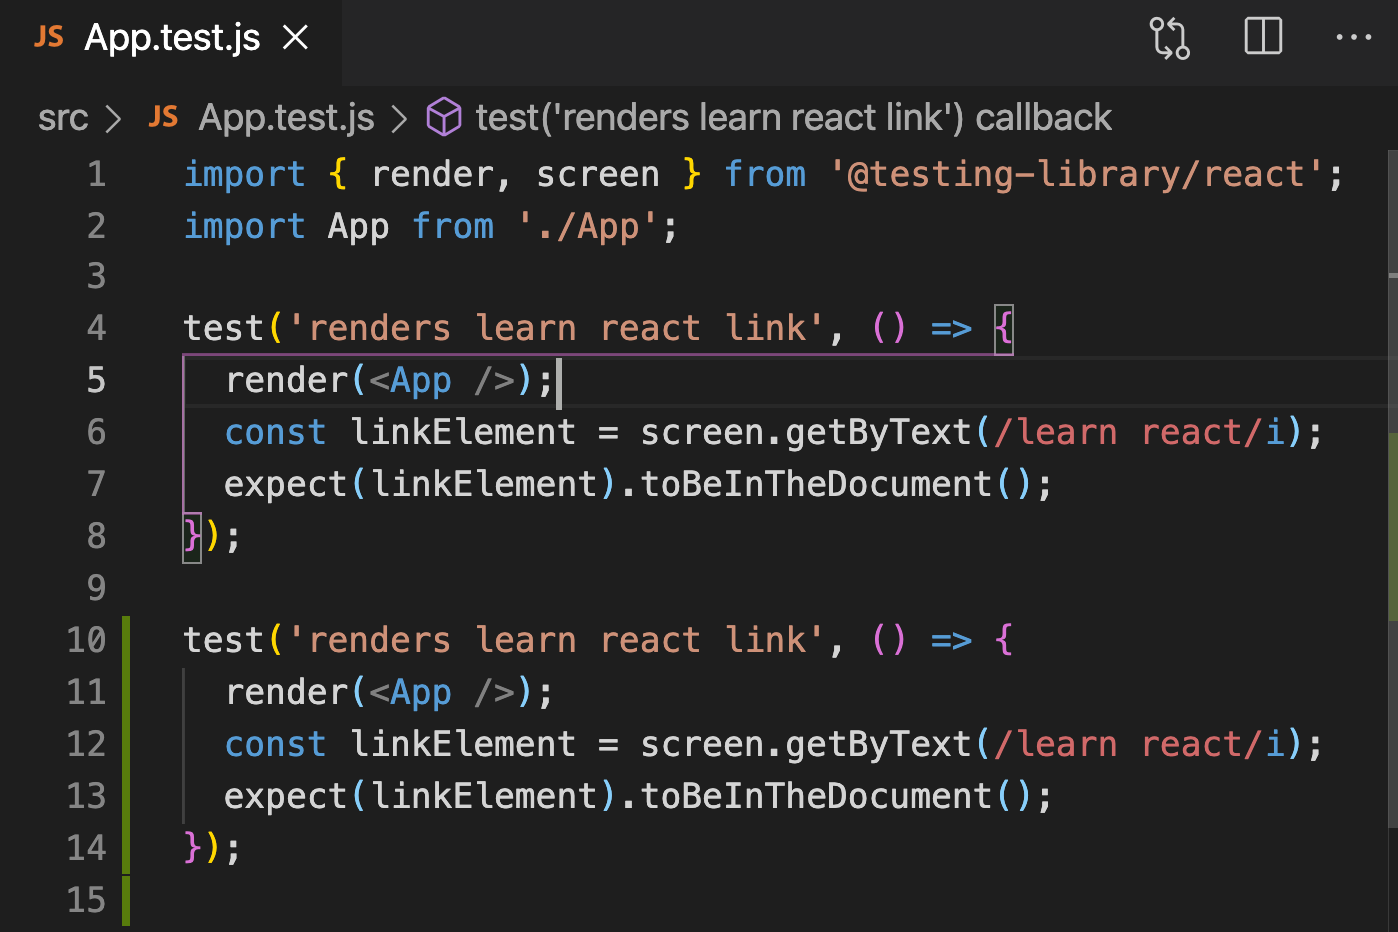 JS App.test.js
src > JS App.test.js > test('renders learn react link') callback
1 import { render, screen } from '@testing-library/react';
2 import App from './App';
3
4 test('renders learn react link', () => {
5   render(<App />);
6   const linkElement = screen.getByText(/learn react/i);
7   expect(linkElement).toBeInTheDocument();
8 });
9
10 test('renders learn react link', () => {
11   render(<App />);
12   const linkElement = screen.getByText(/learn react/i);
13   expect(linkElement).toBeInTheDocument();
14 });
15